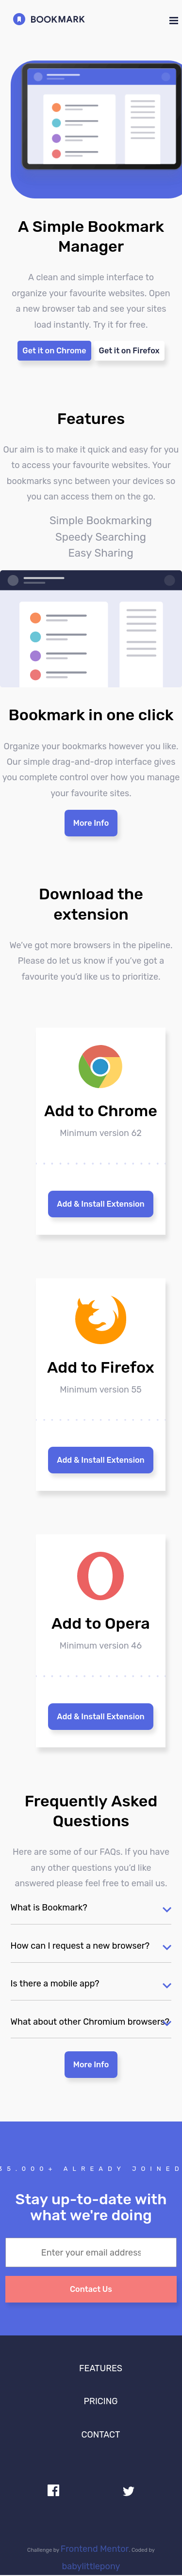 BOOKMARK
A Simple Bookmark
Manager
A clean and simple interface to
organize your favourite websites. Open
a new browser tab and see your sites
load instantly. Try it for free.
Get it on Chrome
Get it on Firefox
Features
Our aim is to make it quick and easy for you
to access your favourite websites. Your
bookmarks sync between your devices so
you can access them on the go.
Simple Bookmarking
Speedy Searching
Easy Sharing
Bookmark in one click
Organize your bookmarks however you like.
Our simple drag-and-drop interface gives
you complete control over how you manage
your favourite sites.
More Info
Download the
extension
We've got more browsers in the pipeline.
Please do let us know if you've got a
favourite you'd like us to prioritize.
Add to Chrome
Minimum version 62
Add & Install Extension
Add to Firefox
Minimum version 55
Add & Install Extension
Add to Opera
Minimum version 46
Add & Install Extension
Frequently Asked
Questions
Here are some of our FAQs. If you have
any other questions you'd like
answered please feel free to email us.
What is Bookmark?
How can I request a new browser?
Is there a mobile app?
What about other Chromium browsers?
More Info
35.000+ ALREADY JOINED
Stay up-to-date with
what we're doing
Enter your email address
Contact Us
FEATURES
PRICING
CONTACT
Challenge by Frontend Mentor. Coded by
babylittlepony